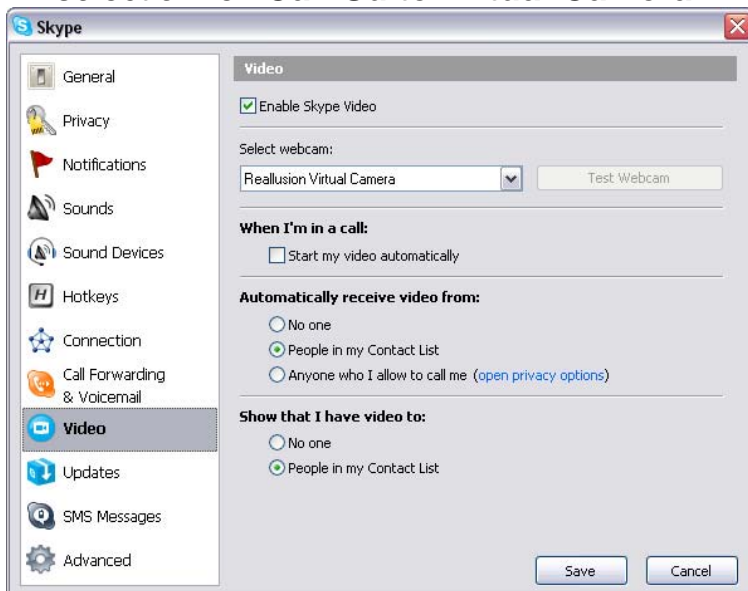 Skype
General
Privacy
Notifications
Sounds
Sound Devices
H Hotkeys
Connection
Call Forwarding
& Voicemail
Video
Updates
SMS Messages
Advanced
Video
Enable Skype Video
Select webcam:
Reallusion Virtual Camera
Test Webcam
When I'm in a call:
Start my video automatically
Automatically receive video from:
No one
People in my Contact List
Anyone who I allow to call me (open privacy options)
Show that I have video to:
No one
People in my Contact List
Save Cancel